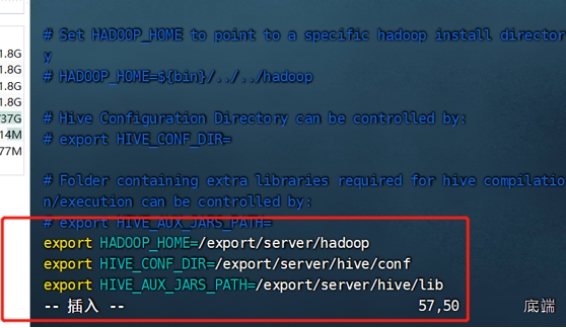 1.8G
1.8G
1.8G
1.8G
37G
14M
77M
# Set HADOOP_HOME to point to a specific hadoop install director
y
# HADOOP_HOME=${bin}/../../hadoop
# Hive Configuration Directory can be controlled by:
# export HIVE_CONF_DIR=
# Folder containing extra libraries required for hive compilatio
n/execution can be controlled by:
# export HIVE_AUX_JARS_PATH=
export HADOOP_HOME=/export/server/hadoop
export HIVE_CONF_DIR=/export/server/hive/conf
export HIVE_AUX_JARS_PATH=/export/server/hive/lib
-- 插入 -- 57,50 底端